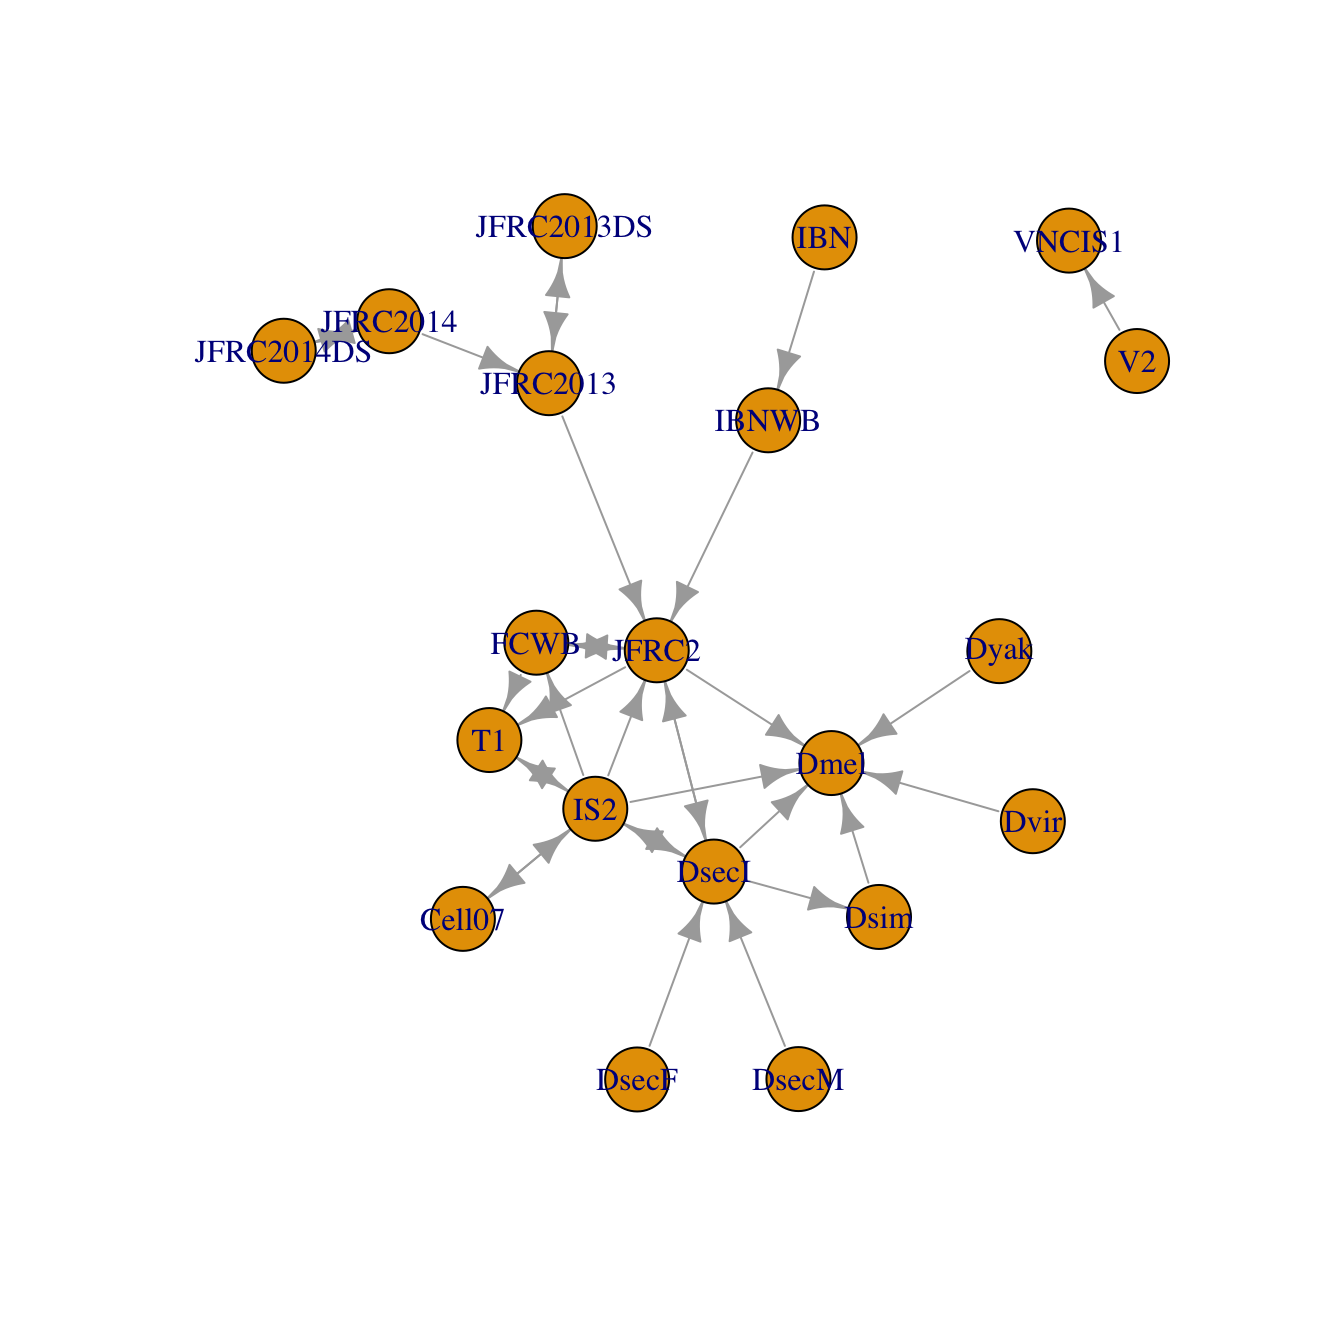 JFRC2013DS
IBN
VNCIS1
JFRC2014
JFRC2014DS
V2
JFRC2013
IBNWB
FCWB
JFRC2
Dyak
T1
Dmel
IS2
Dvir
DsecI
Cell07
Dsim
DsecF
DsecM